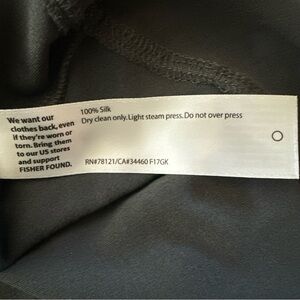 We want our
clothes back, even
if they're worn or
torn. Bring them
to our US stores
and support
FISHER FOUND.
100% Silk
Dry clean only.Light steam press.Do not over press
RN#78121/CA#34460 F17GK